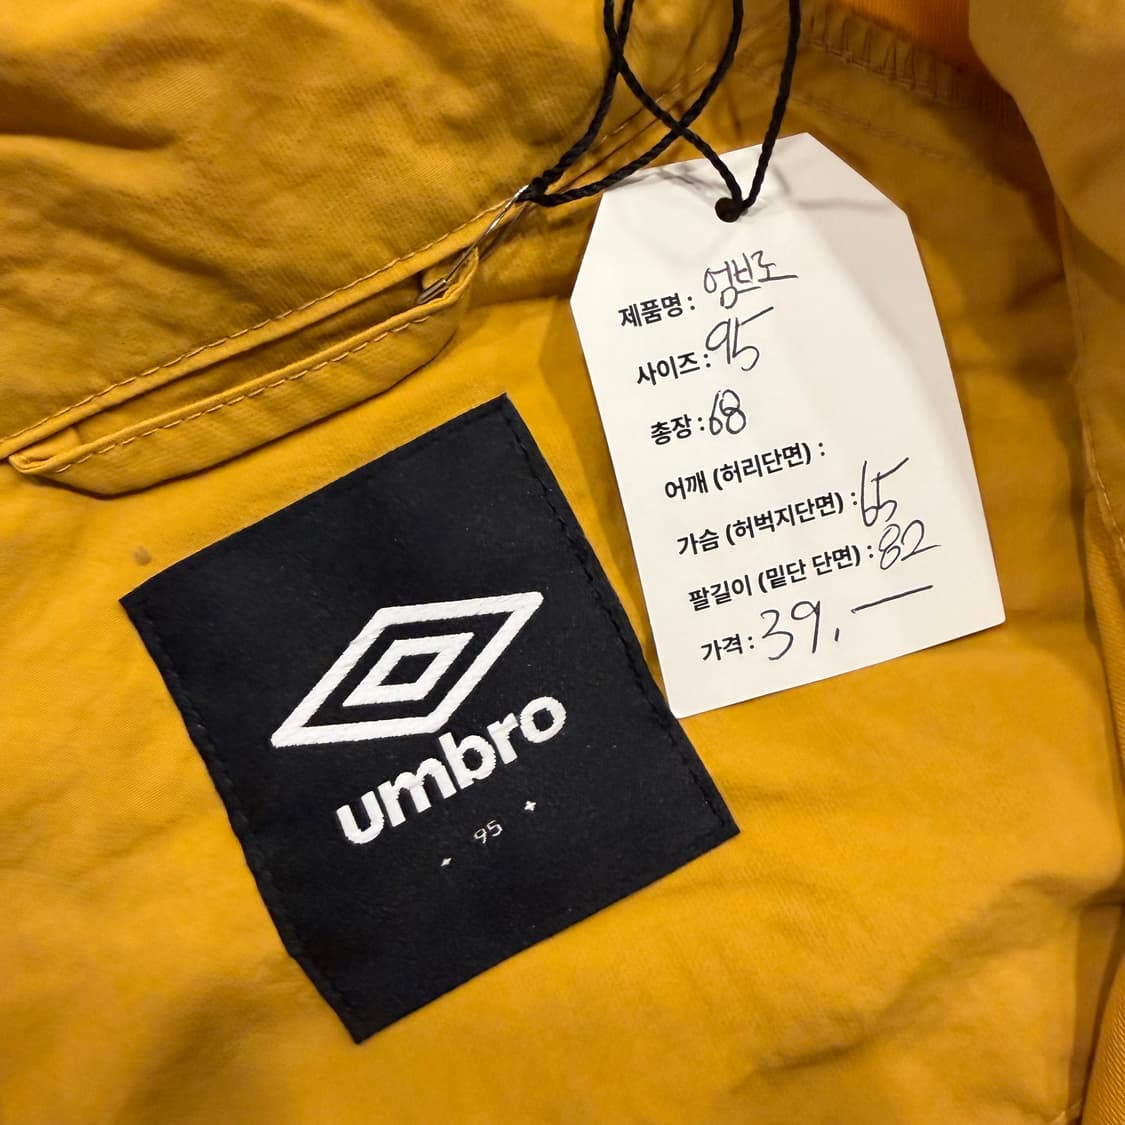 제품명 : 엄브로
사이즈 : 95
총장 : 68
어깨 (허리단면) :
가슴 (허벅지단면) : 65
팔길이 (밑단 단면) : 82
가격 : 39,—
umbro
95